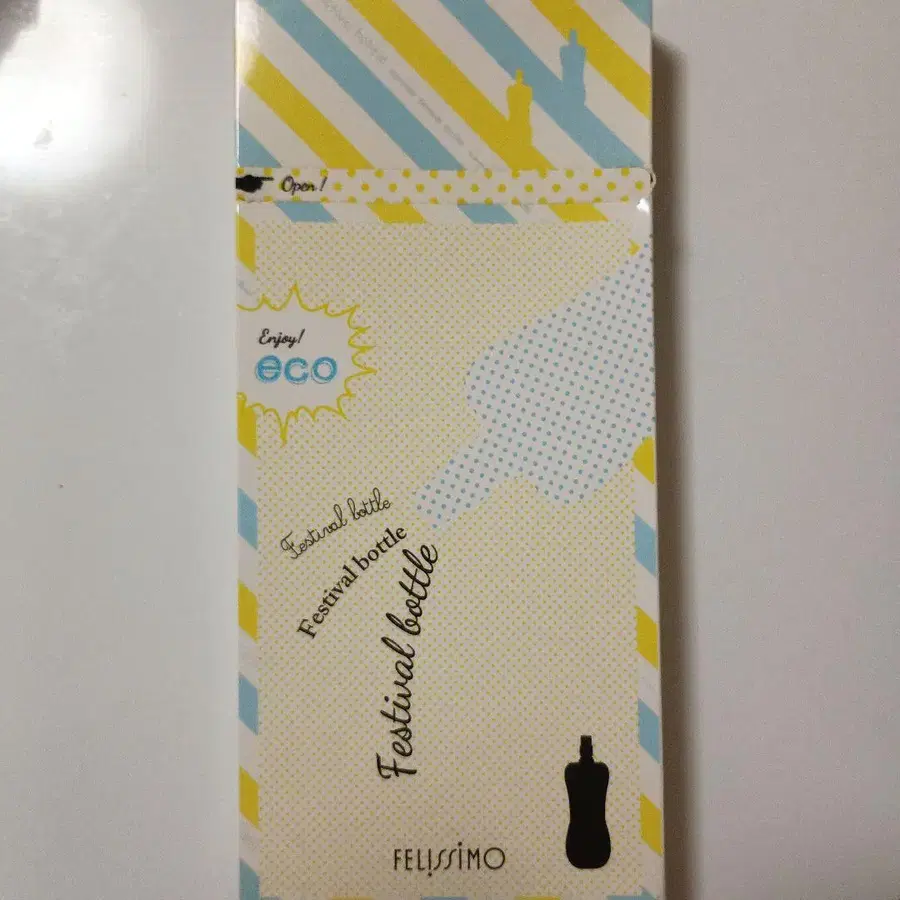 Open!
Enjoy!
eco
Festival bottle
Festival bottle
Festival bottle
FELISSIMO